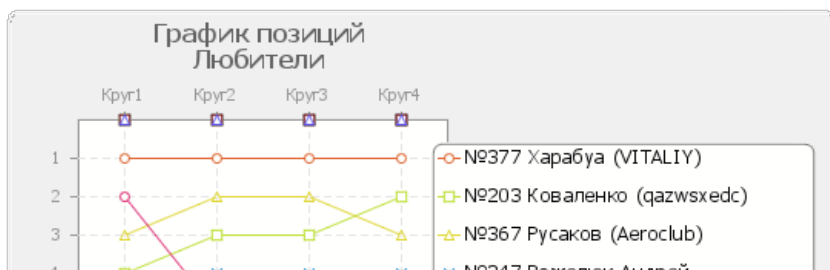 График позиций
Любители
Круг1 Круг2 Круг3 Круг4
1
№377 Харабуа (VITALIY)
2
№203 Коваленко (qazwsxedc)
3
№367 Русаков (Aeroclub)